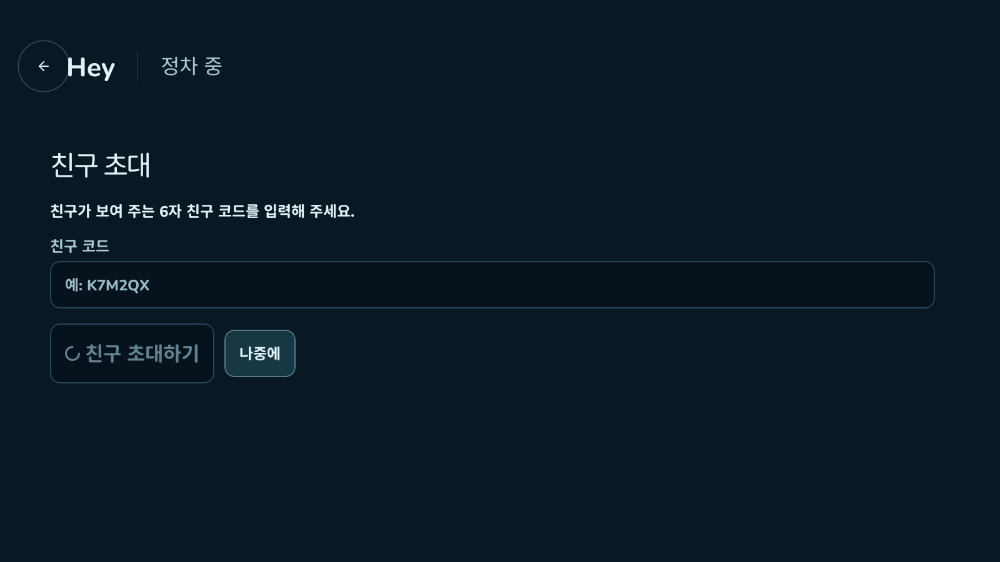 Hey
정차 중
친구 초대
친구가 보여 주는 6자 친구 코드를 입력해 주세요.
친구 코드
예: K7M2QX
친구 초대하기
나중에